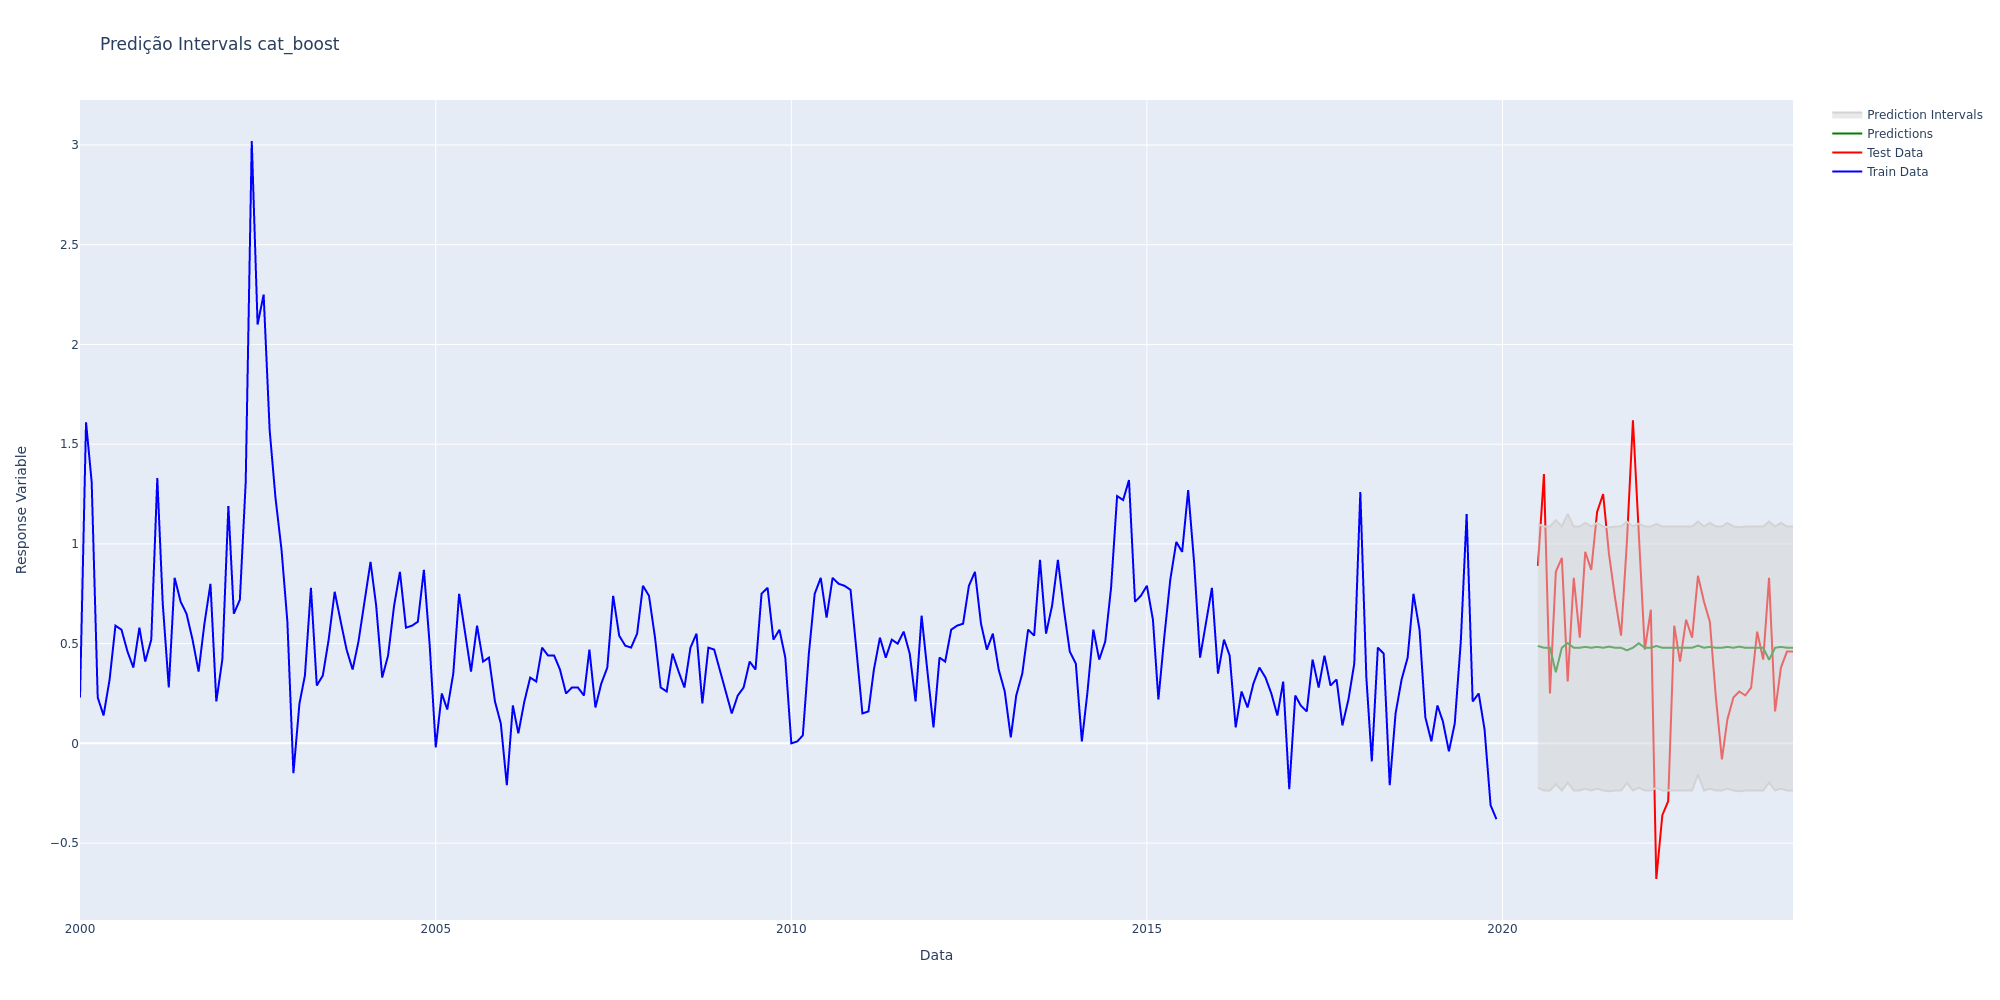 Predição Intervals cat_boost
Prediction Intervals
Predictions
Test Data
Train Data
Response Variable
3
2.5
2
1.5
1
0.5
0
−0.5
2000
2005
2010
2015
2020
Data